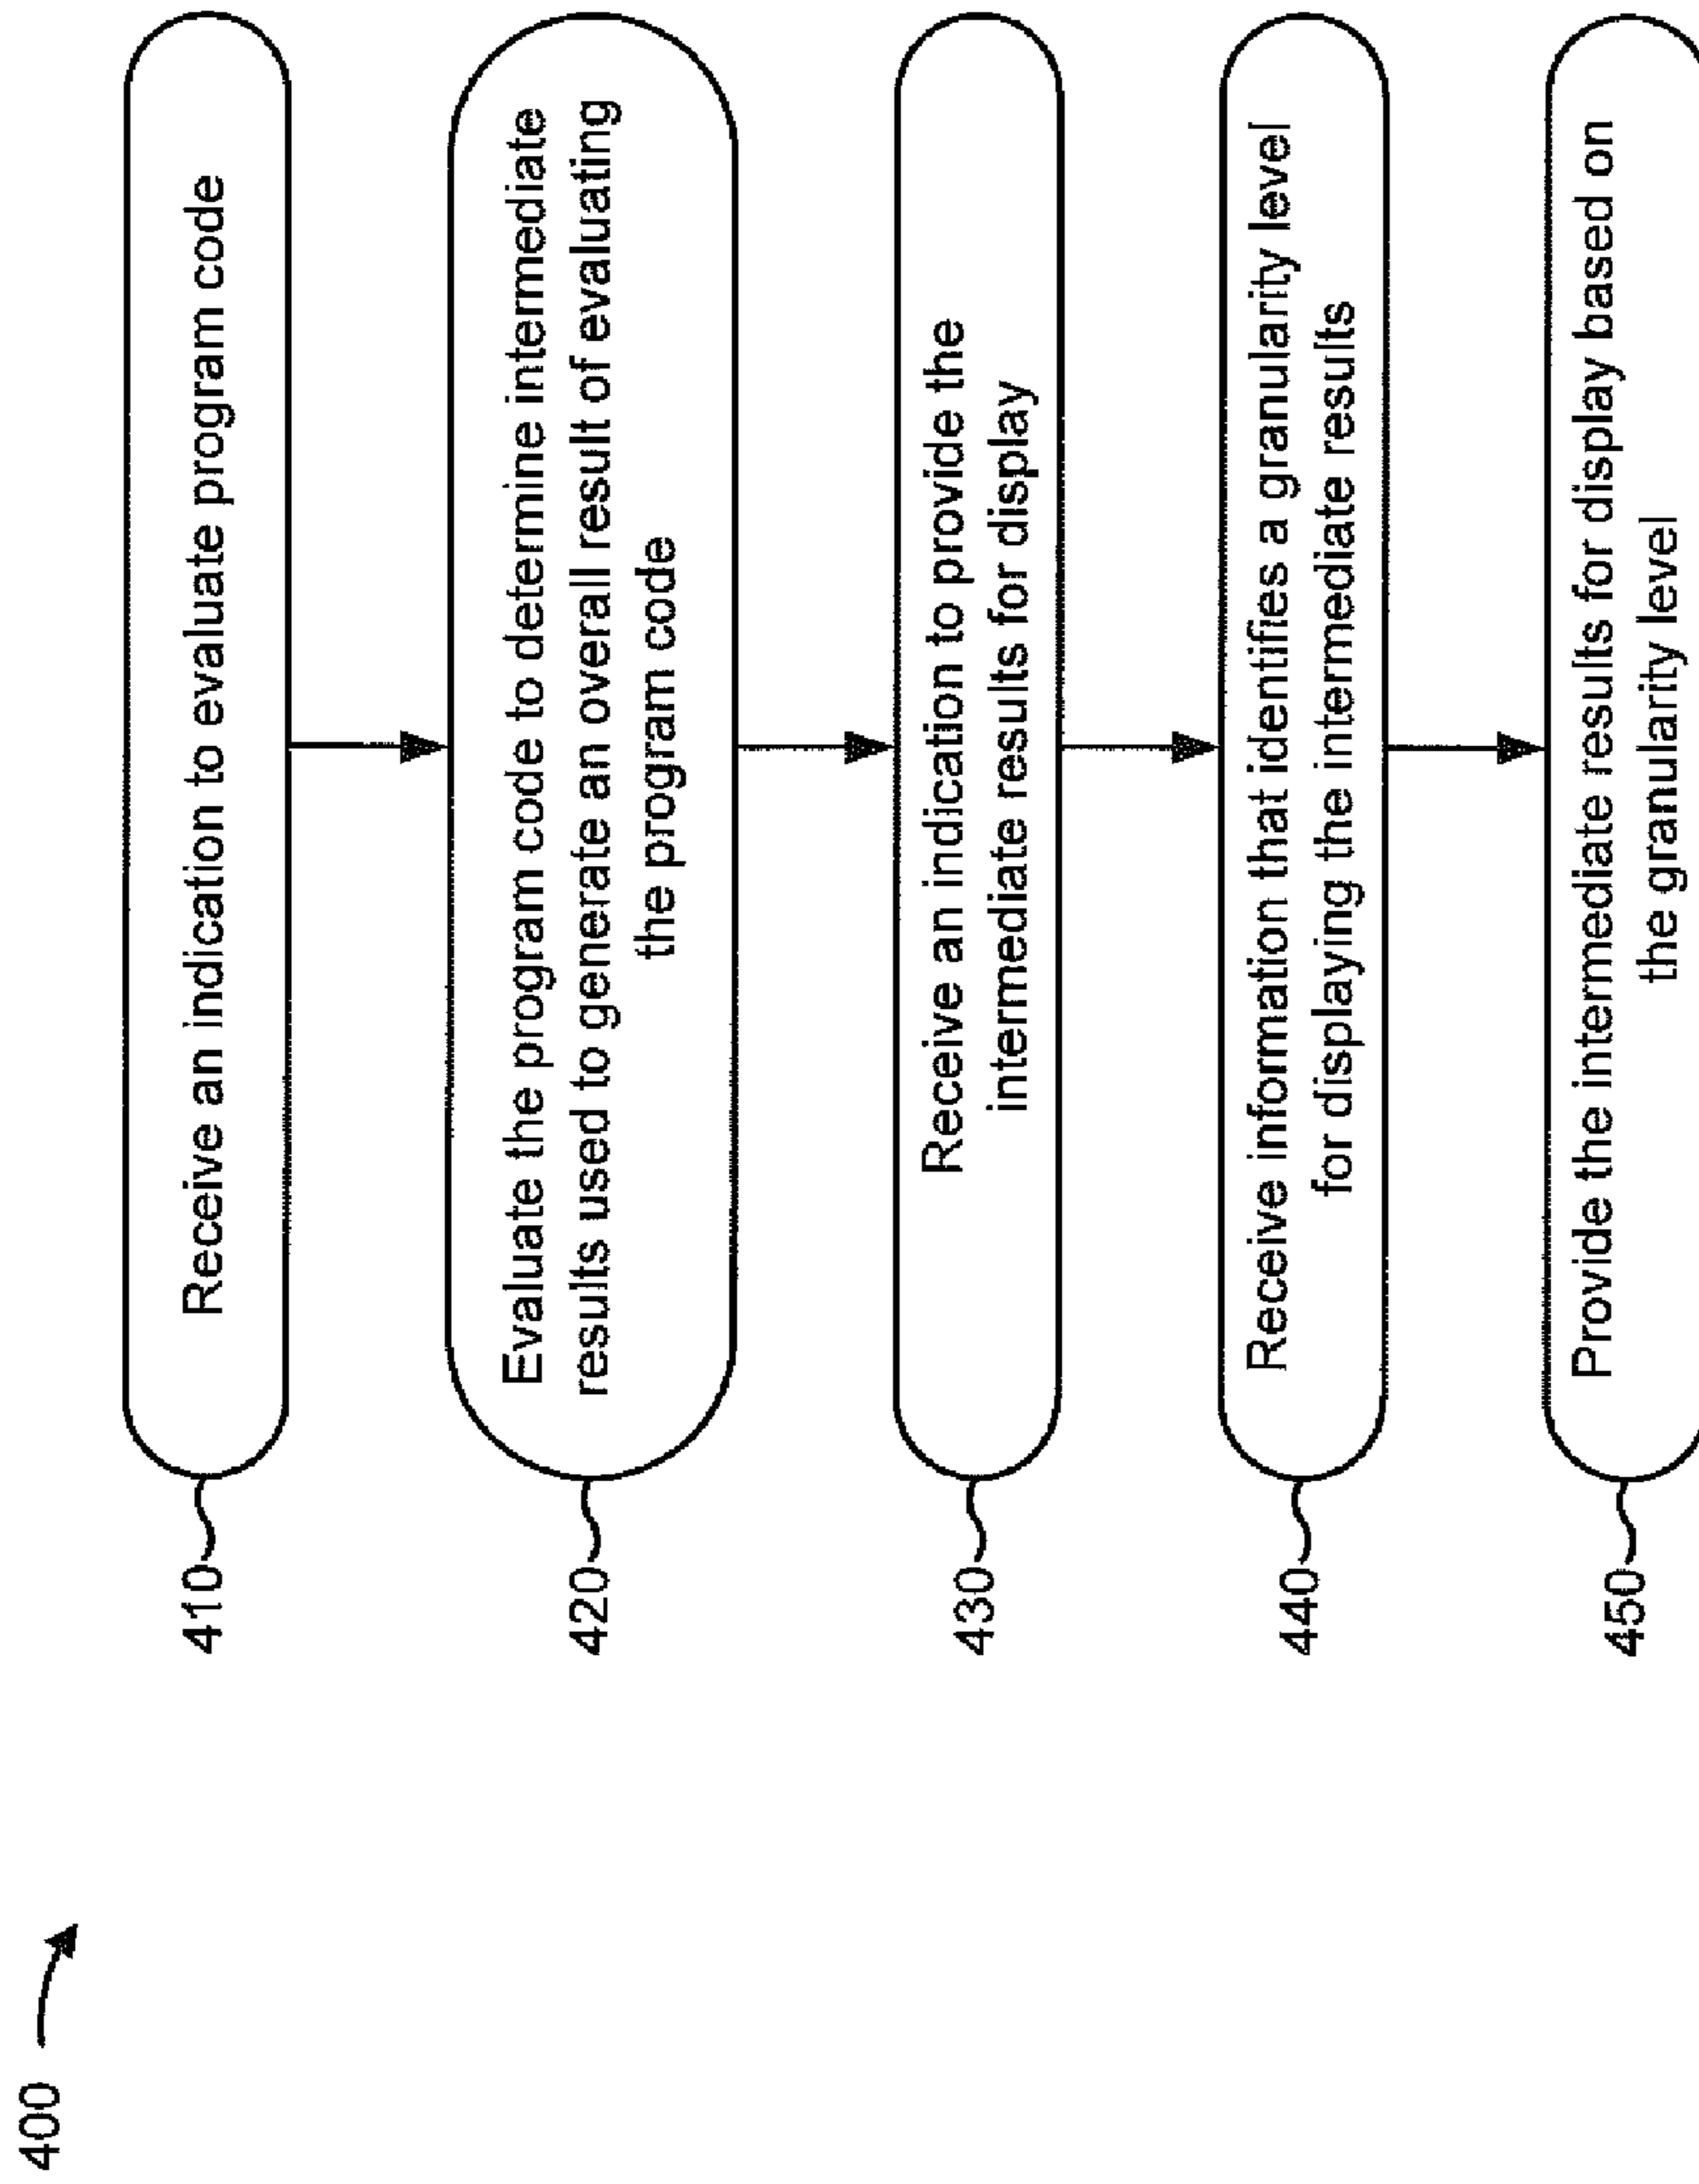 400
410
Receive an indication to evaluate program code
420
Evaluate the program code to determine intermediate
results used to generate an overall result of evaluating
the program code
430
Receive an indication to provide the
intermediate results for display
440
Receive information that identifies a granularity level
for displaying the intermediate results
450
Provide the intermediate results for display based on
the granularity level